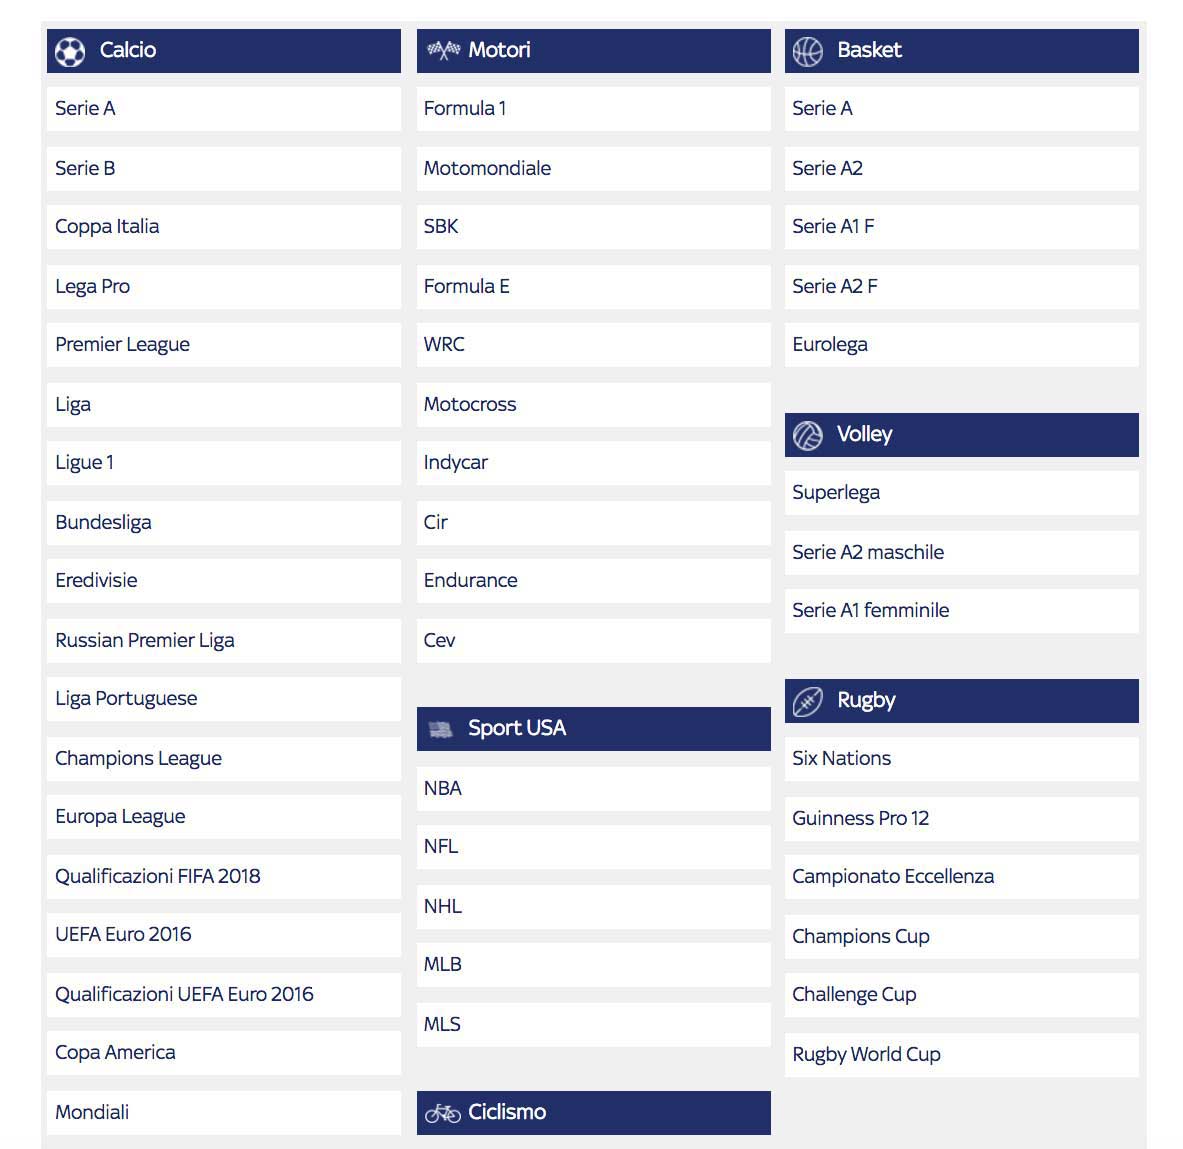 Calcio
Serie A
Serie B
Coppa Italia
Lega Pro
Premier League
Liga
Ligue 1
Bundesliga
Eredivisie
Russian Premier Liga
Liga Portuguese
Champions League
Europa League
Qualificazioni FIFA 2018
UEFA Euro 2016
Qualificazioni UEFA Euro 2016
Copa America
Mondiali
Motori
Formula 1
Motomondiale
SBK
Formula E
WRC
Motocross
Indycar
Cir
Endurance
Cev
Sport USA
NBA
NFL
NHL
MLB
MLS
Ciclismo
Basket
Serie A
Serie A2
Serie A1 F
Serie A2 F
Eurolega
Volley
Superlega
Serie A2 maschile
Serie A1 femminile
Rugby
Six Nations
Guinness Pro 12
Campionato Eccellenza
Champions Cup
Challenge Cup
Rugby World Cup